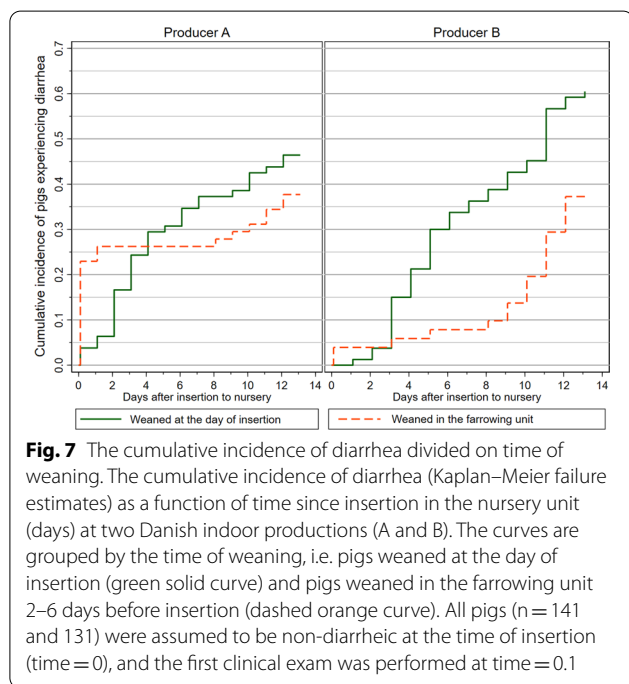 Producer A
Producer B
Cumulative incidence of pigs experiencing diarrhea
0.7
0.6
0.5
0.4
0.3
0.2
0.1
0.0
0 2 4 6 8 10 12 14
0 2 4 6 8 10 12 14
Days after insertion to nursery
Days after insertion to nursery
Weaned at the day of insertion
Weaned in the farrowing unit
Fig. 7 The cumulative incidence of diarrhea divided on time of
weaning. The cumulative incidence of diarrhea (Kaplan–Meier failure
estimates) as a function of time since insertion in the nursery unit
(days) at two Danish indoor productions (A and B). The curves are
grouped by the time of weaning, i.e. pigs weaned at the day of
insertion (green solid curve) and pigs weaned in the farrowing unit
2–6 days before insertion (dashed orange curve). All pigs (n = 141
and 131) were assumed to be non-diarrheic at the time of insertion
(time = 0), and the first clinical exam was performed at time = 0.1